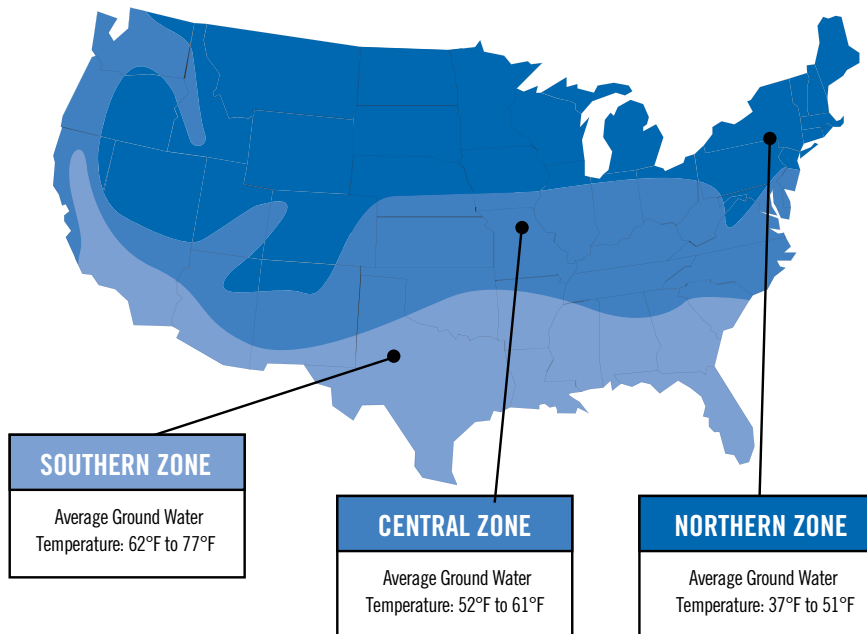 SOUTHERN ZONE
Average Ground Water
Temperature: 62°F to 77°F
CENTRAL ZONE
Average Ground Water
Temperature: 52°F to 61°F
NORTHERN ZONE
Average Ground Water
Temperature: 37°F to 51°F